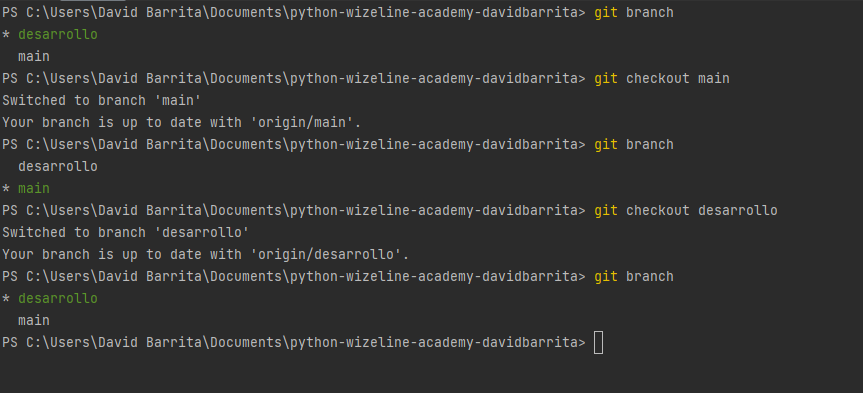 PS C:\Users\David Barrita\Documents\python-wizeline-academy-davidbarrita> git branch
* desarrollo
  main
PS C:\Users\David Barrita\Documents\python-wizeline-academy-davidbarrita> git checkout main
Switched to branch 'main'
Your branch is up to date with 'origin/main'.
PS C:\Users\David Barrita\Documents\python-wizeline-academy-davidbarrita> git branch
  desarrollo
* main
PS C:\Users\David Barrita\Documents\python-wizeline-academy-davidbarrita> git checkout desarrollo
Switched to branch 'desarrollo'
Your branch is up to date with 'origin/desarrollo'.
PS C:\Users\David Barrita\Documents\python-wizeline-academy-davidbarrita> git branch
* desarrollo
  main
PS C:\Users\David Barrita\Documents\python-wizeline-academy-davidbarrita>